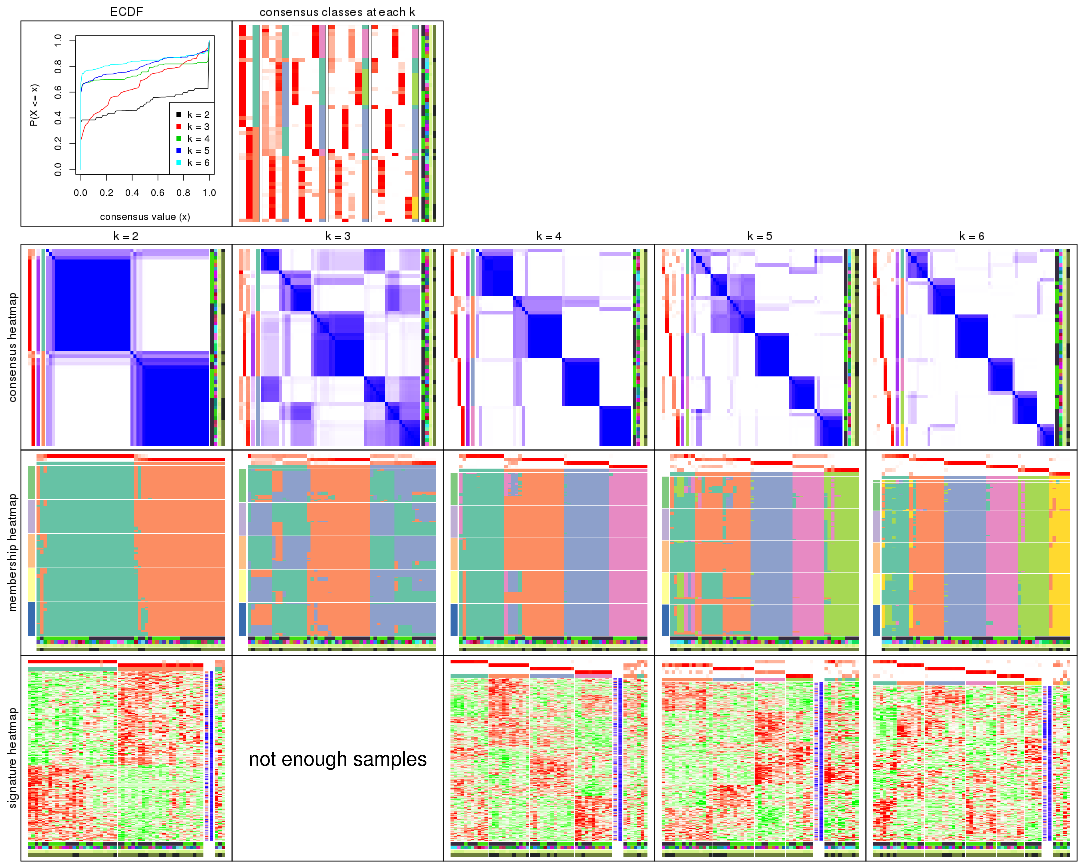 ECDF
consensus classes at each k
P(X <= x)
1.0
0.8
0.6
0.4
0.2
0.0
k = 2
k = 3
k = 4
k = 5
k = 6
0.0 0.2 0.4 0.6 0.8 1.0
consensus value (x)
k = 2
k = 3
k = 4
k = 5
k = 6
consensus heatmap
membership heatmap
signature heatmap
not enough samples